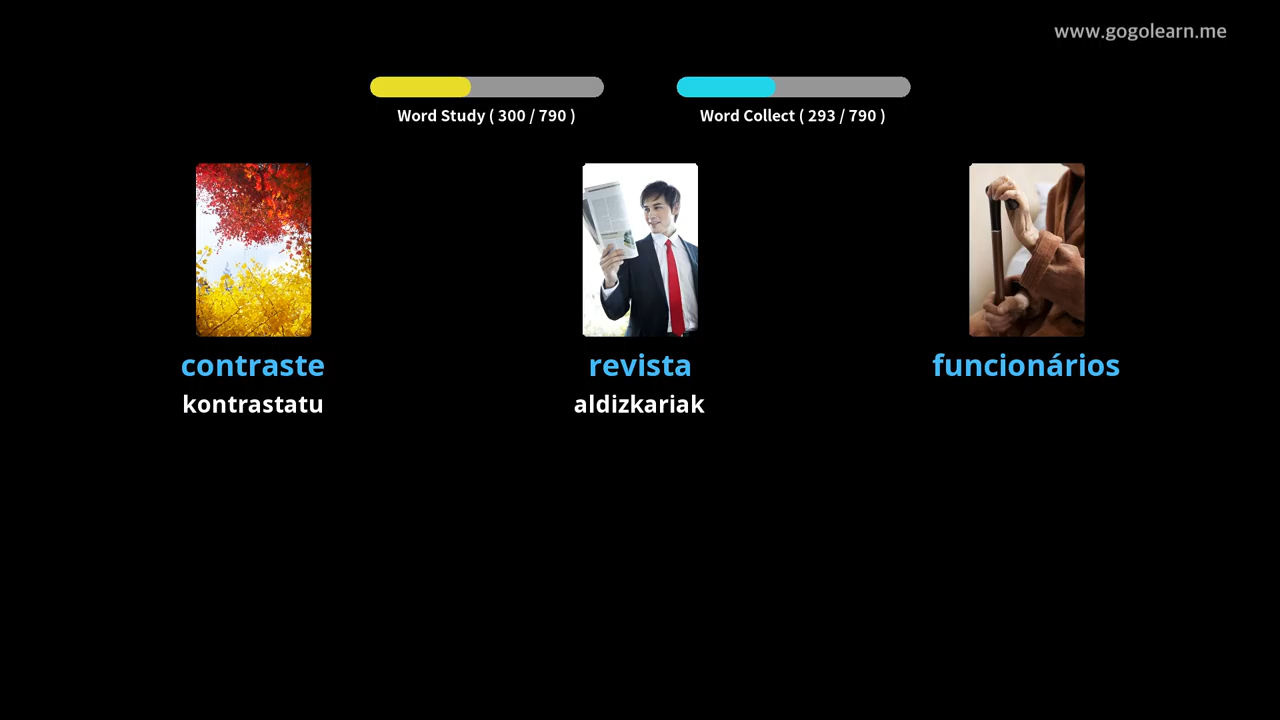 www.gogolearn.me
Word Study ( 300 / 790 )
Word Collect ( 293 / 790 )
contraste
revista
funcionários
kontrastatu
aldizkariak